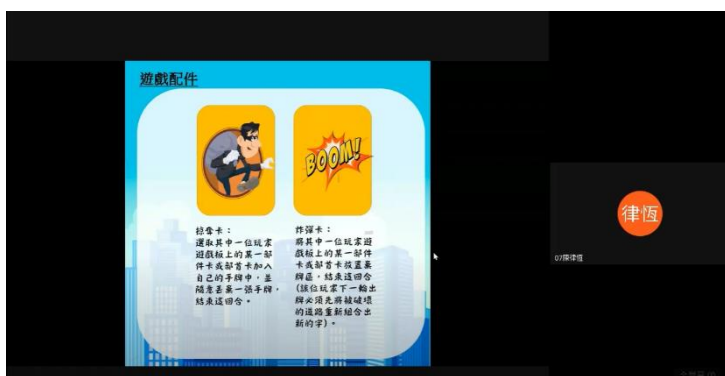 遊戲配件
BOOM!
掠奪卡：
選取其中一位玩家
遊戲板上的某一部
件卡或部首卡加入
自己的手牌中，並
隨意丟棄一張手牌，
結束這回合。
炸彈卡：
將其中一位玩家遊
戲板上的某一部件
卡或部首卡放置棄
牌區，結束這回合
(該位玩家下一輪出
牌必須先將被破壞
的道路重新組合出
新的字)。
律恆
07陳律恆